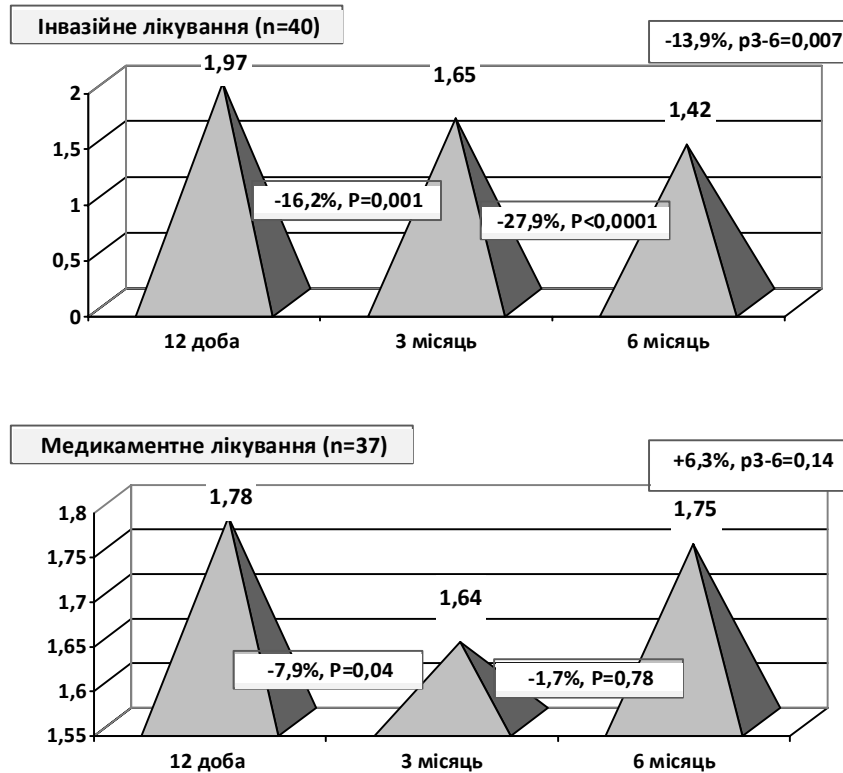 Інвазійне лікування (n=40)
-13,9%, р3-6=0,007
1,97
1,65
1,42
2
1,5
1
0,5
0
-16,2%, Р=0,001
-27,9%, Р<0,0001
12 доба
3 місяць
6 місяць
Медикаментне лікування (n=37)
+6,3%, р3-6=0,14
1,78
1,64
1,75
1,8
1,75
1,7
1,65
1,6
1,55
-7,9%, Р=0,04
-1,7%, Р=0,78
12 доба
3 місяць
6 місяць